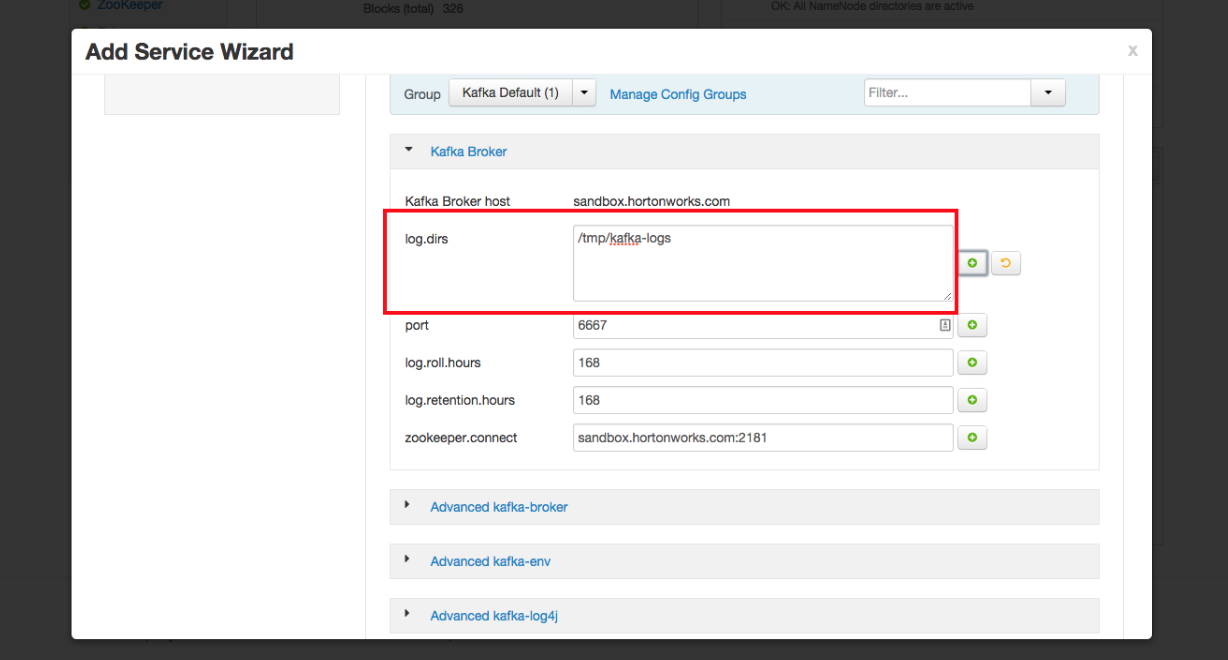 ZooKeeper
Blocks (total) 326
OK: All NameNode directories are active
Add Service Wizard
x
Group Kafka Default (1) Manage Config Groups Filter...
Kafka Broker
Kafka Broker host sandbox.hortonworks.com
log.dirs /tmp/kafka-logs
port 6667
log.roll.hours 168
log.retention.hours 168
zookeeper.connect sandbox.hortonworks.com:2181
Advanced kafka-broker
Advanced kafka-env
Advanced kafka-log4j